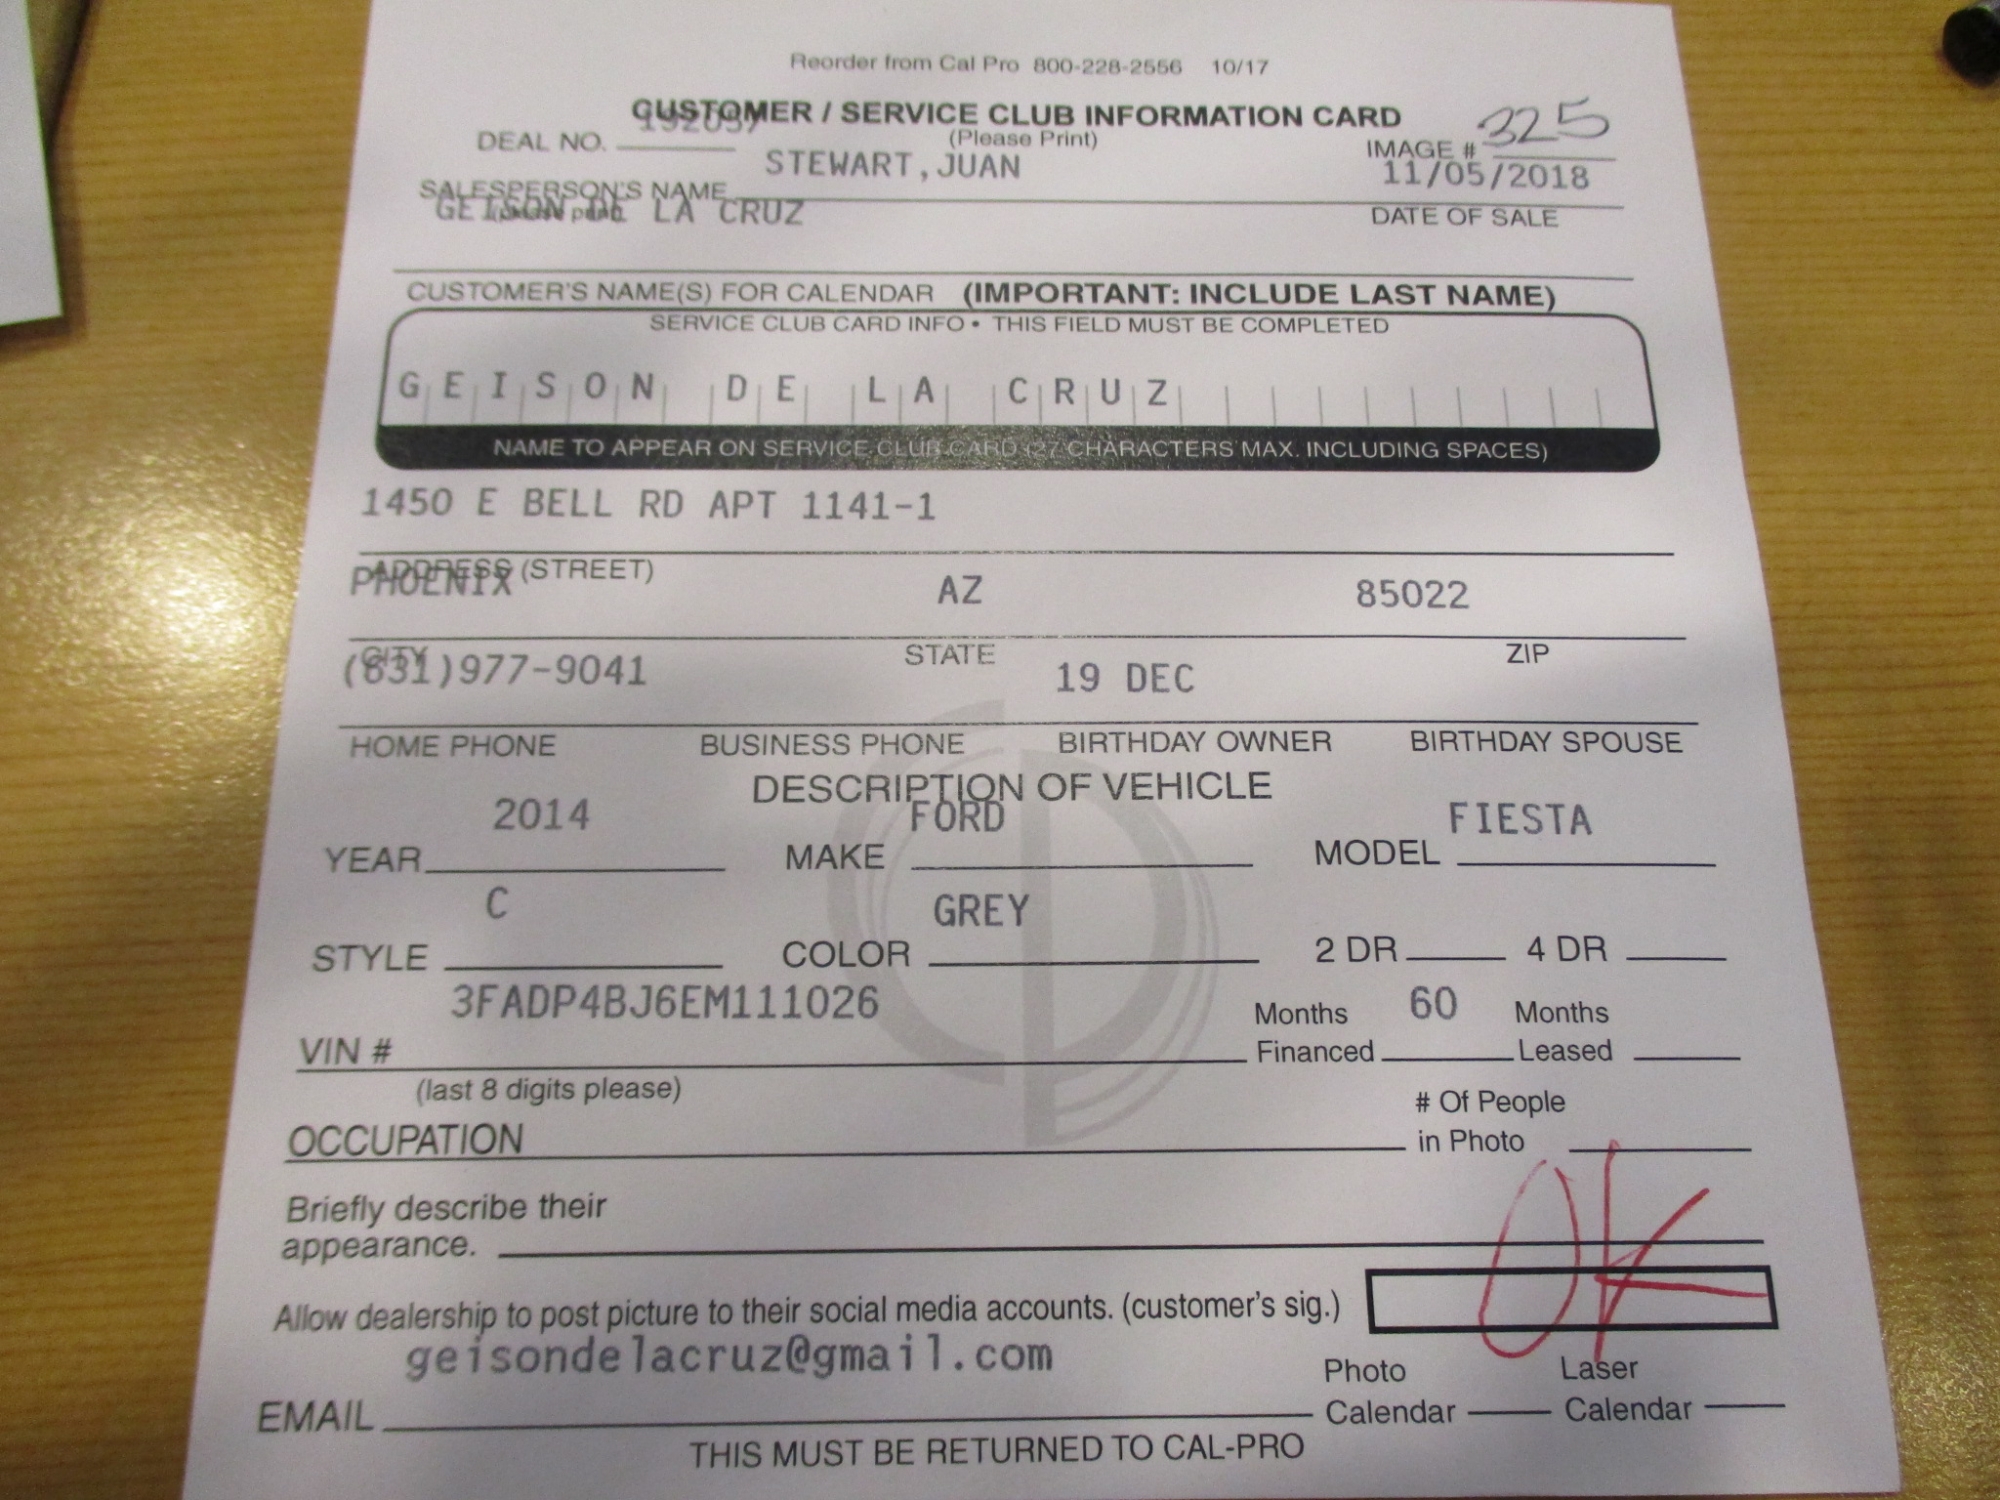 Reorder from Cal Pro 800-228-2556 10/17
CUSTOMER / SERVICE CLUB INFORMATION CARD
DEAL NO. (Please Print) IMAGE # 325
STEWART,JUAN 11/05/2018
SALESPERSON'S NAME DATE OF SALE
(please print)
GEISON DE LA CRUZ
CUSTOMER'S NAME(S) FOR CALENDAR (IMPORTANT: INCLUDE LAST NAME)
SERVICE CLUB CARD INFO • THIS FIELD MUST BE COMPLETED
GEISON DE LA CRUZ
NAME TO APPEAR ON SERVICE CLUB CARD (27 CHARACTERS MAX. INCLUDING SPACES)
1450 E BELL RD APT 1141-1
ADDRESS (STREET)
PHOENIX AZ 85022
CITY STATE ZIP
(631)977-9041 19 DEC
HOME PHONE BUSINESS PHONE BIRTHDAY OWNER BIRTHDAY SPOUSE
DESCRIPTION OF VEHICLE
2014 FORD FIESTA
YEAR MAKE MODEL
C GREY
STYLE COLOR 2 DR 4 DR
3FADP4BJ6EM111026 Months 60 Months
VIN # Financed Leased
(last 8 digits please) # Of People
OCCUPATION in Photo
Briefly describe their
appearance.
OK
Allow dealership to post picture to their social media accounts. (customer's sig.)
geisondelacruz@gmail.com Photo Laser
EMAIL Calendar Calendar
THIS MUST BE RETURNED TO CAL-PRO